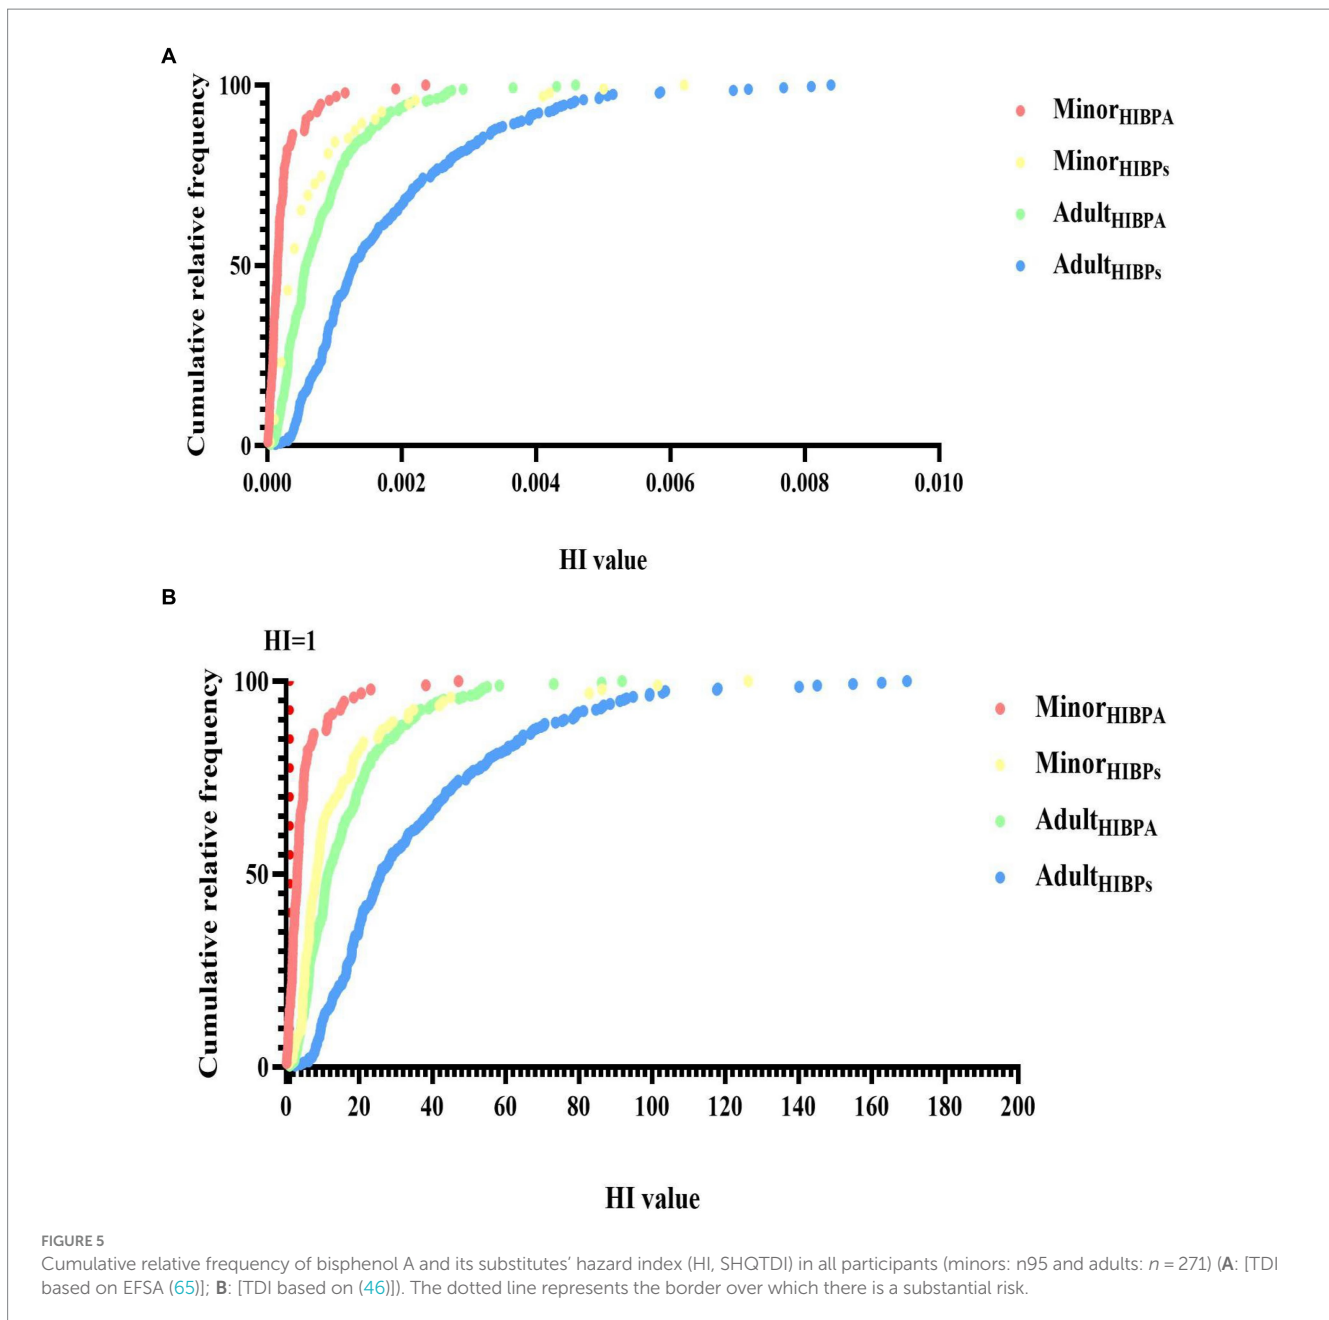 A
Cumulative relative frequency
100
50
0
0.000 0.002 0.004 0.006 0.008 0.010
HI value
MinorHIBPA
MinorHIBPs
AdultHIBPA
AdultHIBPs
B
HI=1
Cumulative relative frequency
100
50
0
0 20 40 60 80 100 120 140 160 180 200
HI value
MinorHIBPA
MinorHIBPs
AdultHIBPA
AdultHIBPs
FIGURE 5
Cumulative relative frequency of bisphenol A and its substitutes’ hazard index (HI, SHQTDI) in all participants (minors: n95 and adults: n = 271) (A: [TDI
based on EFSA (65)]; B: [TDI based on (46)]). The dotted line represents the border over which there is a substantial risk.